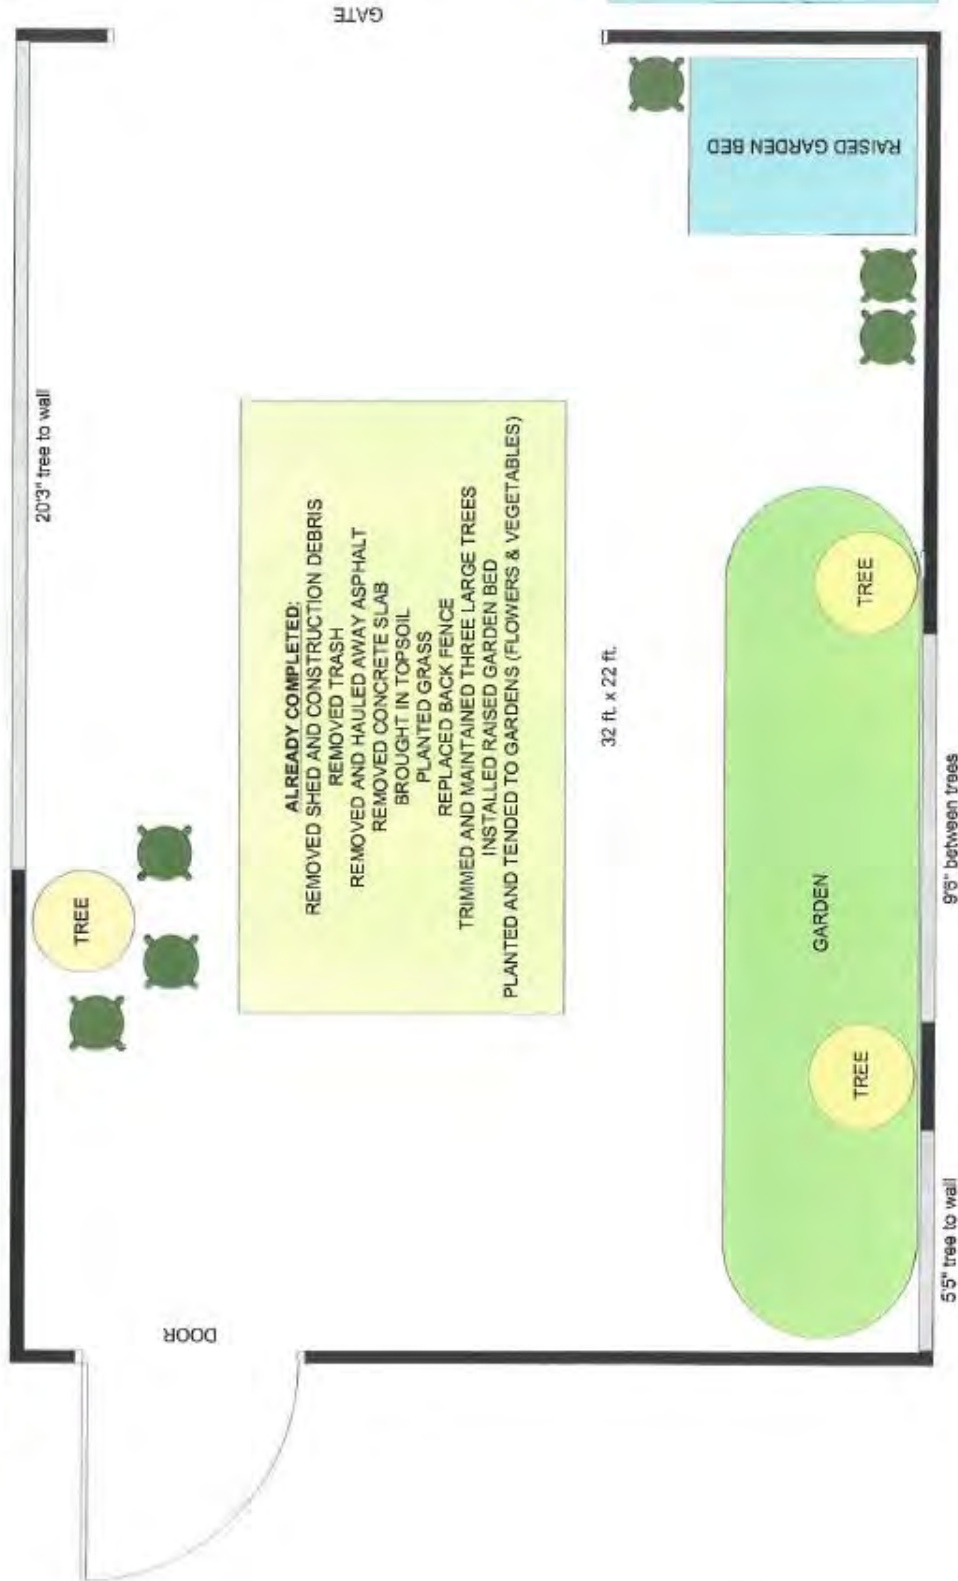 GATE
RAISED GARDEN BED
20'3" tree to wall
ALREADY COMPLETED:
REMOVED SHED AND CONSTRUCTION DEBRIS
REMOVED TRASH
REMOVED AND HAULED AWAY ASPHALT
REMOVED CONCRETE SLAB
BROUGHT IN TOPSOIL
PLANTED GRASS
REPLACED BACK FENCE
TRIMMED AND MAINTAINED THREE LARGE TREES
INSTALLED RAISED GARDEN BED
PLANTED AND TENDED TO GARDENS (FLOWERS & VEGETABLES)
32 ft. x 22 ft.
TREE
TREE
GARDEN
TREE
9'6" between trees
5'5" tree to wall
DOOR